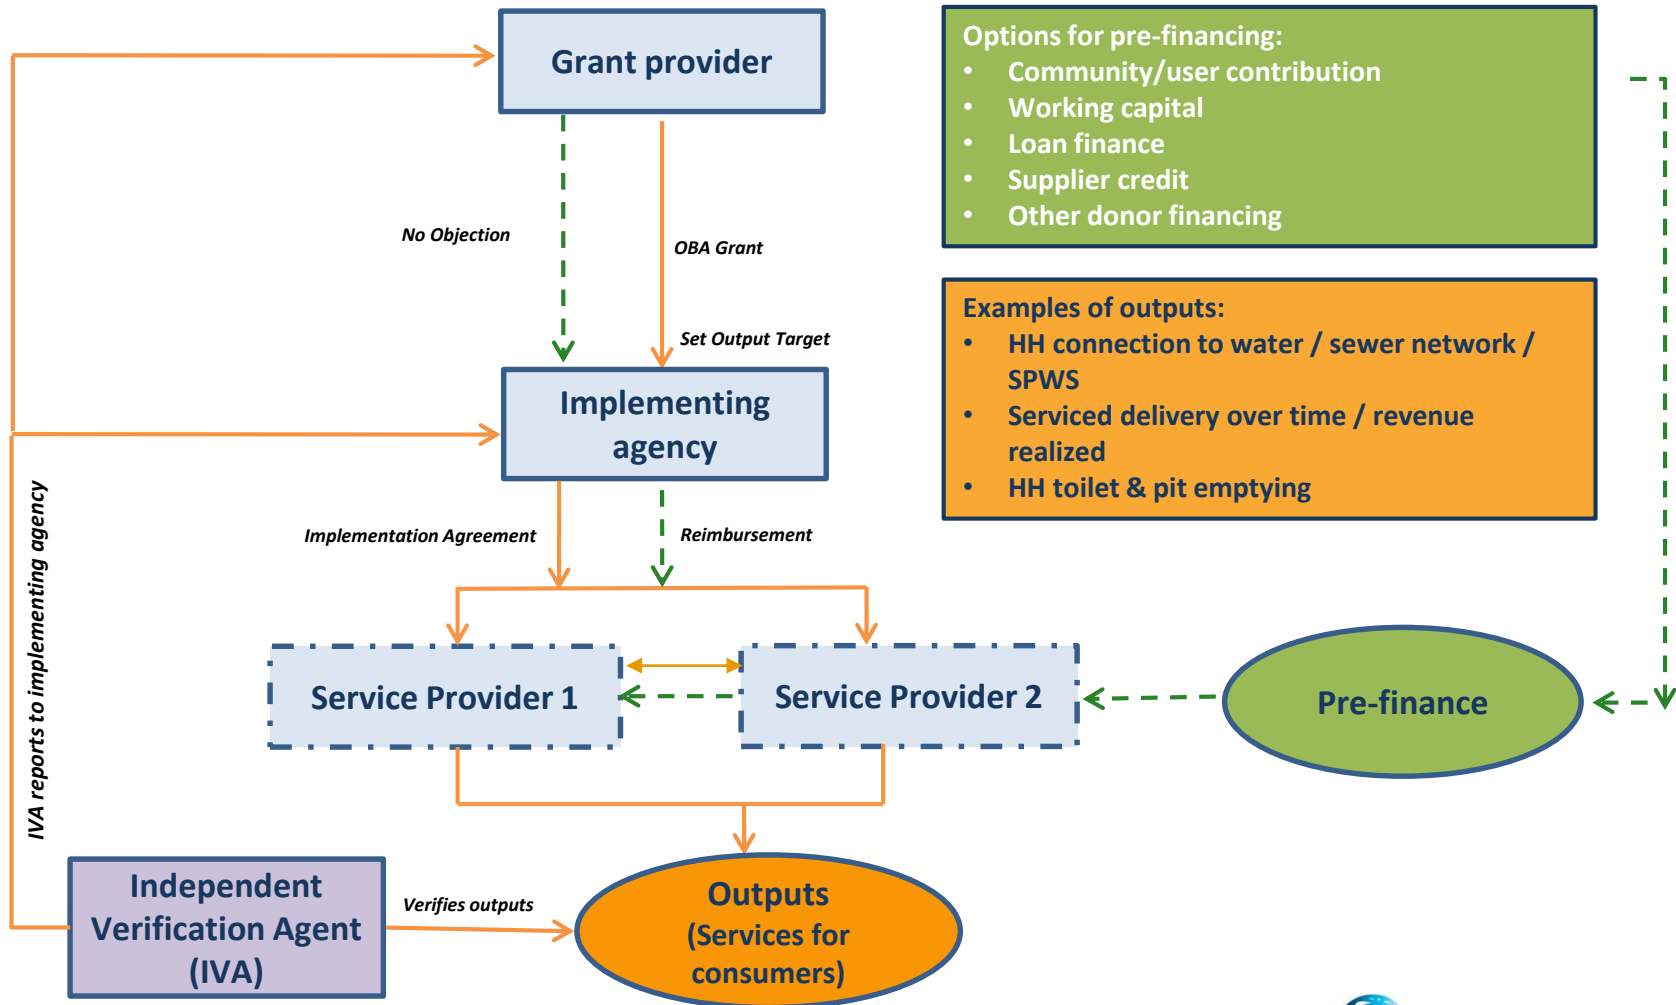 Grant provider
Options for pre-financing:
• Community/user contribution
• Working capital
• Loan finance
• Supplier credit
• Other donor financing
No Objection
OBA Grant
Set Output Target
Examples of outputs:
• HH connection to water / sewer network /
SPWS
• Serviced delivery over time / revenue
realized
• HH toilet & pit emptying
Implementing
agency
Implementation Agreement
Reimbursement
IVA reports to implementing agency
Service Provider 1
Service Provider 2
Pre-finance
Independent
Verification Agent
(IVA)
Verifies outputs
Outputs
(Services for
consumers)